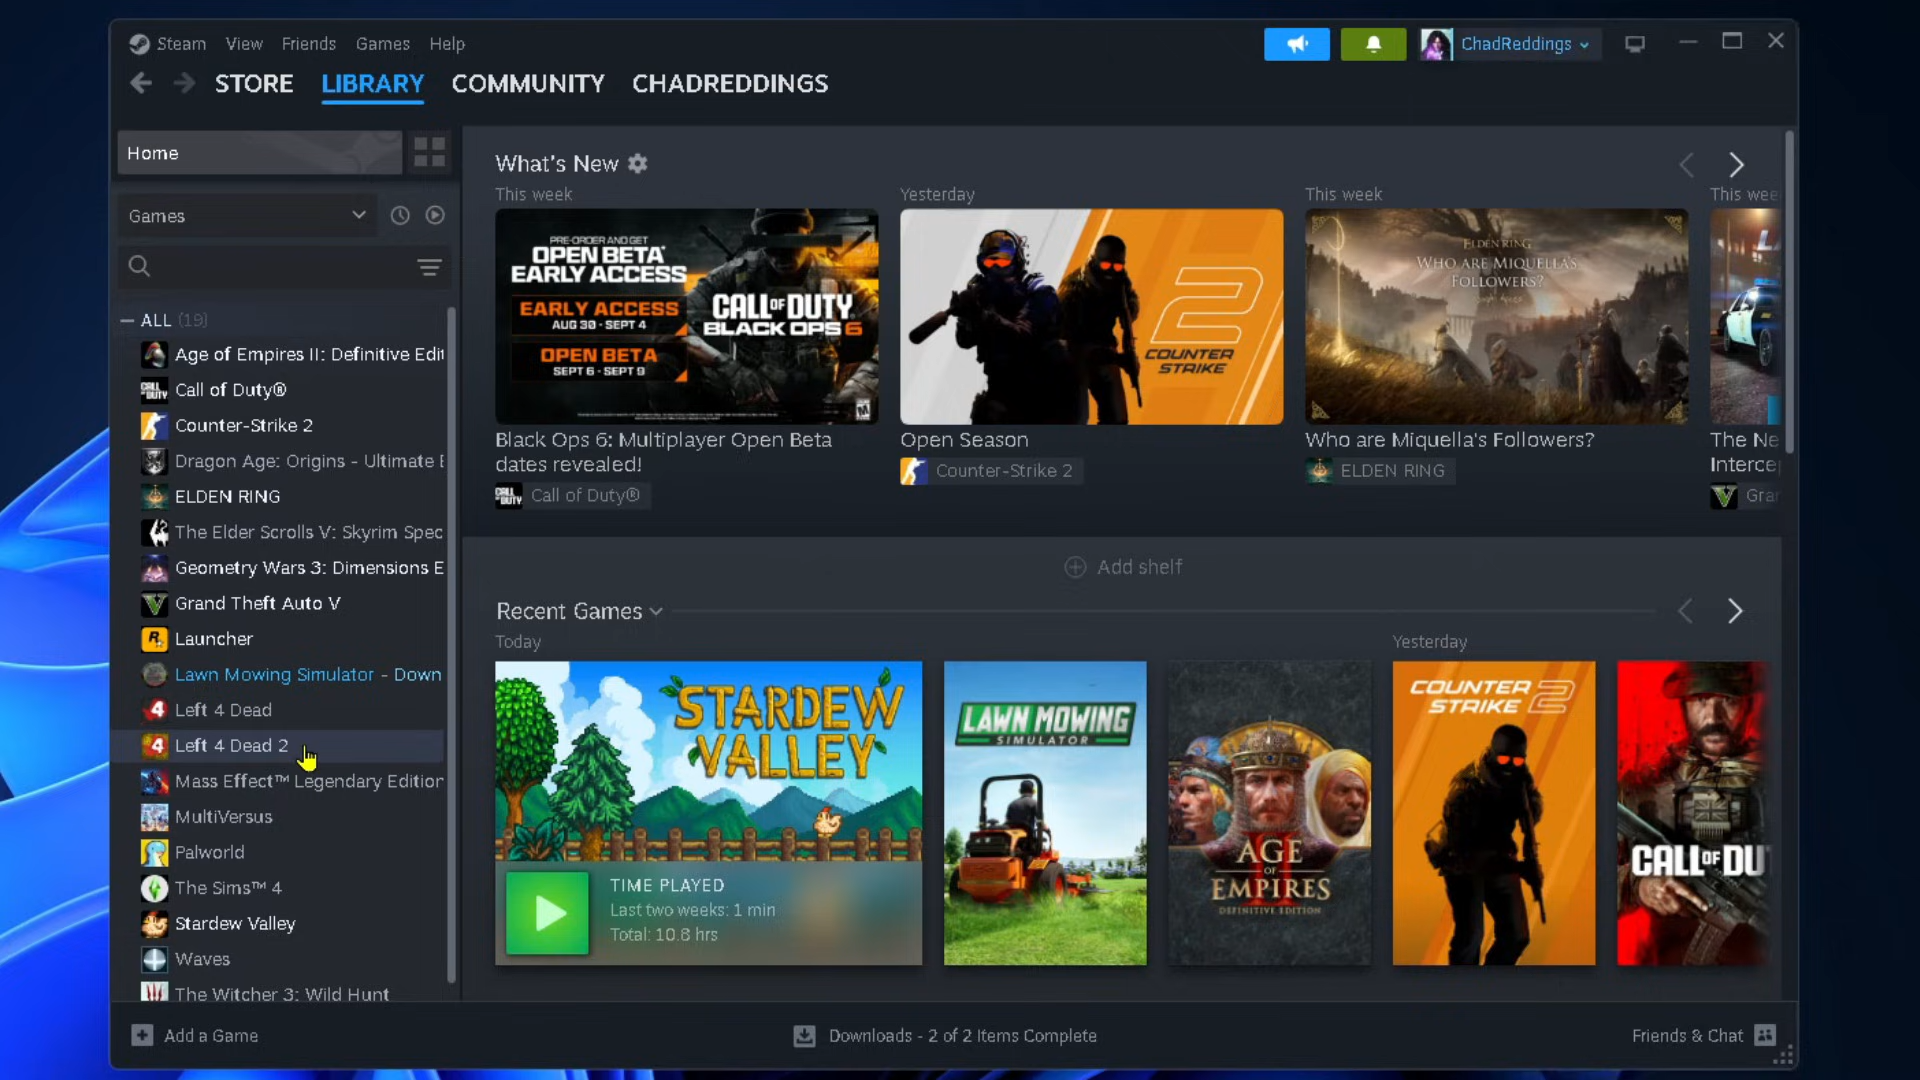 Steam View Friends Games Help
ChadReddings
STORE LIBRARY COMMUNITY CHADREDDINGS
Home
Games
ALL (19)
Age of Empires II: Definitive Edit
Call of Duty®
Counter-Strike 2
Dragon Age: Origins - Ultimate E
ELDEN RING
The Elder Scrolls V: Skyrim Spec
Geometry Wars 3: Dimensions E
Grand Theft Auto V
Launcher
Lawn Mowing Simulator - Down
Left 4 Dead
Left 4 Dead 2
Mass Effect™ Legendary Edition
MultiVersus
Palworld
The Sims™ 4
Stardew Valley
Waves
The Witcher 3: Wild Hunt
What's New
This week
PRE-ORDER AND GET
OPEN BETA
EARLY ACCESS
EARLY ACCESS
AUG 30 - SEPT 4
OPEN BETA
SEPT 6 - SEPT 9
CALL OF DUTY
BLACK OPS 6
Black Ops 6: Multiplayer Open Beta
dates revealed!
Call of Duty®
Yesterday
2
COUNTER
STRIKE
Open Season
Counter-Strike 2
This week
ELDEN RING
WHO ARE MIQUELLA'S
FOLLOWERS?
Who are Miquella's Followers?
ELDEN RING
This wee
The Ne
Interce
Gra
Add shelf
Recent Games
Today
STARDEW
VALLEY
TIME PLAYED
Last two weeks: 1 min
Total: 10.8 hrs
LAWN MOWING
SIMULATOR
AGE
OF
EMPIRES
II
DEFINITIVE EDITION
Yesterday
COUNTER
STRIKE 2
CALL OF DU
Add a Game
Downloads - 2 of 2 Items Complete
Friends & Chat